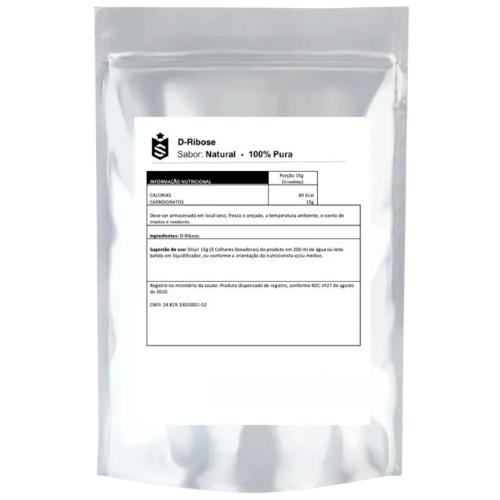 D-Ribose
Sabor: Natural - 100% Pura
Porção 15g
INFORMAÇÃO NUTRICIONAL
(3 medidas)
CALORIAS 60 Kcal
CARBOIDRATOS 15g
Deve ser armazenado em local seco, fresco e arejado, a temperatura ambiente, e isento de
insetos e roedores.
Ingredientes: D-Ribose.
Sugestão de uso: Diluir 15g (3 Colheres Dosadoras) do produto em 200 ml de água ou leite
batido em liquidificador, ou conforme a orientação do nutricionista e/ou médico.
Registro no ministério da saúde: Produto dispensado de registro, conforme RDC nº27 de agosto
de 2010.
CNPJ: 24.829.330/0001-52